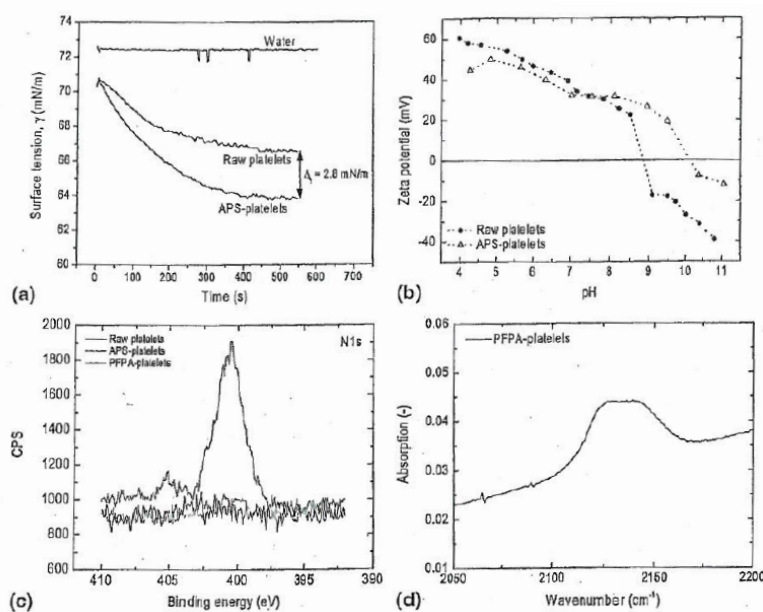 74
72
70
68
66
64
62
60
Surface tension, γ (mN/m)
Water
Raw platelets
APS-platelets
= 2.8 mN/m
0 100 200 300 400 500 600 700
Time (s)
(a)
60
40
20
0
-20
-40
Zeta potential (mV)
Raw platelets
APS-platelets
4 5 6 7 8 9 10 11
pH
(b)
2000
1800
1600
1400
1200
1000
800
600
CPS
Raw platelets
APS-platelets
PFPA-platelets
N1s
410 405 400 395 390
Binding energy (eV)
(c)
0.06
0.05
0.04
0.03
0.02
0.01
Absorption (-)
PFPA-platelets
2050 2100 2150 2200
Wavenumber (cm⁻¹)
(d)